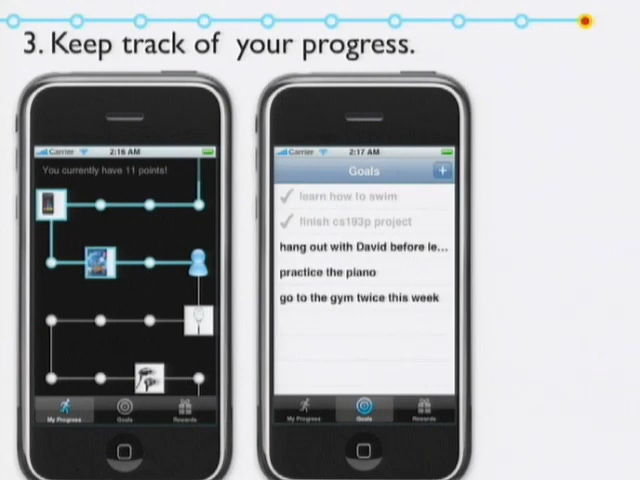 3. Keep track of your progress.
Carrier 2:16 AM
You currently have 11 points!
My Progress Goals Rewards
Carrier 2:17 AM
Goals +
learn how to swim
finish cs193p project
hang out with David before le...
practice the piano
go to the gym twice this week
My Progress Goals Rewards